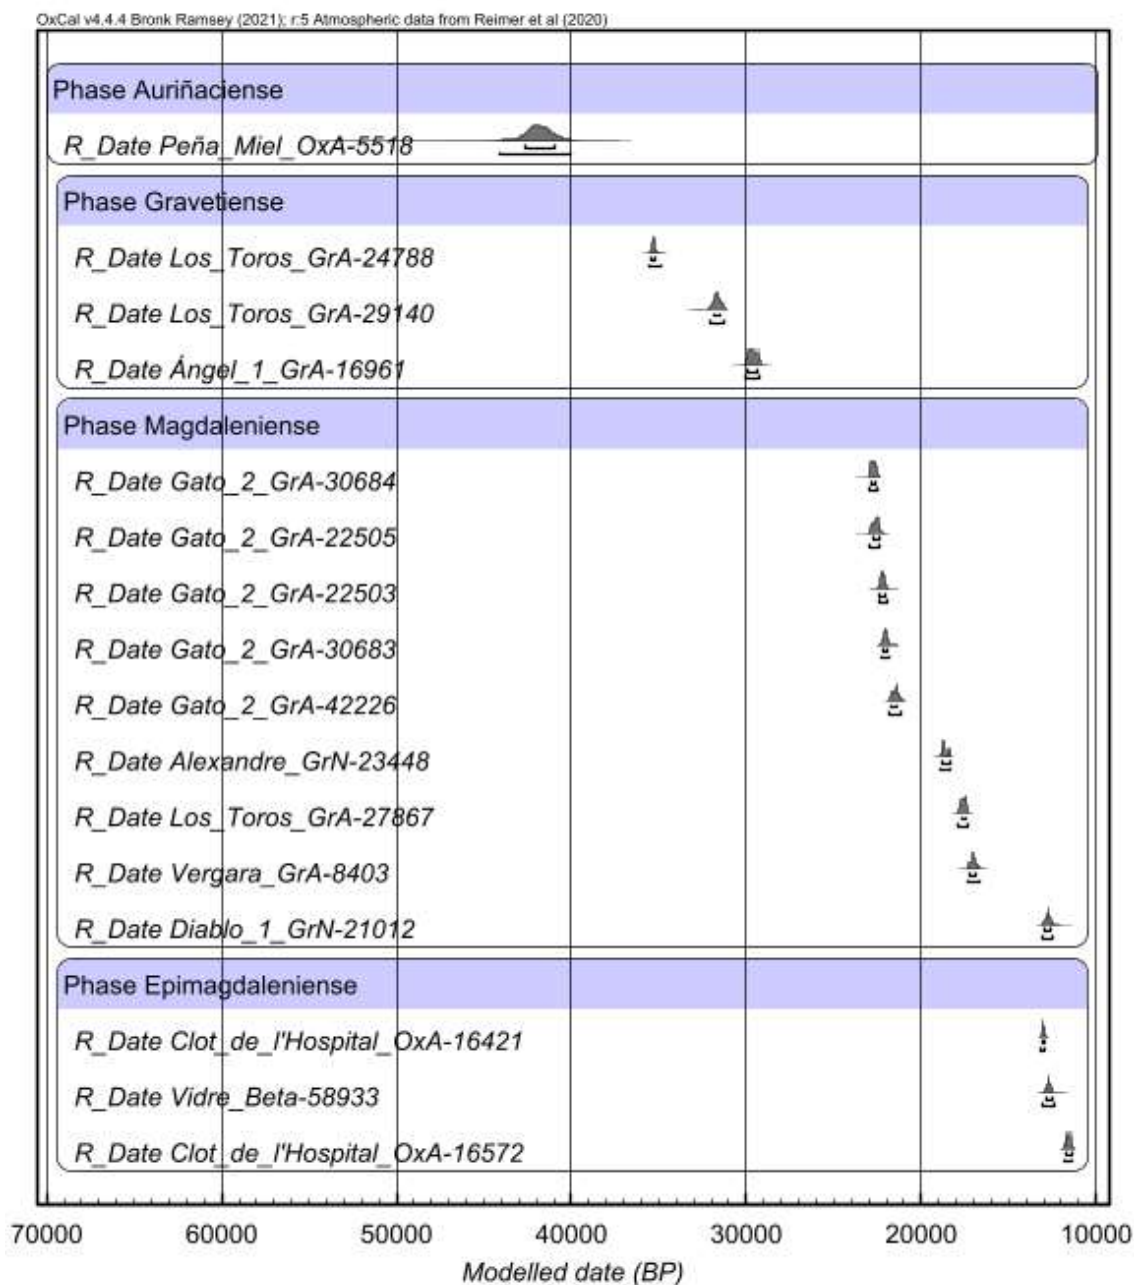 OxCal v4.4.4 Bronk Ramsey (2021); r:5 Atmospheric data from Reimer et al (2020)
Phase Auriñaciense
R_Date Peña_Miel_OxA-5518
Phase Gravetiense
R_Date Los_Toros_GrA-24788
R_Date Los_Toros_GrA-29140
R_Date Ángel_1_GrA-16961
Phase Magdaleniense
R_Date Gato_2_GrA-30684
R_Date Gato_2_GrA-22505
R_Date Gato_2_GrA-22503
R_Date Gato_2_GrA-30683
R_Date Gato_2_GrA-42226
R_Date Alexandre_GrN-23448
R_Date Los_Toros_GrA-27867
R_Date Vergara_GrA-8403
R_Date Diablo_1_GrN-21012
Phase Epimagdaleniense
R_Date Clot_de_l'Hospital_OxA-16421
R_Date Vidre_Beta-58933
R_Date Clot_de_l'Hospital_OxA-16572
70000 60000 50000 40000 30000 20000 10000
Modelled date (BP)